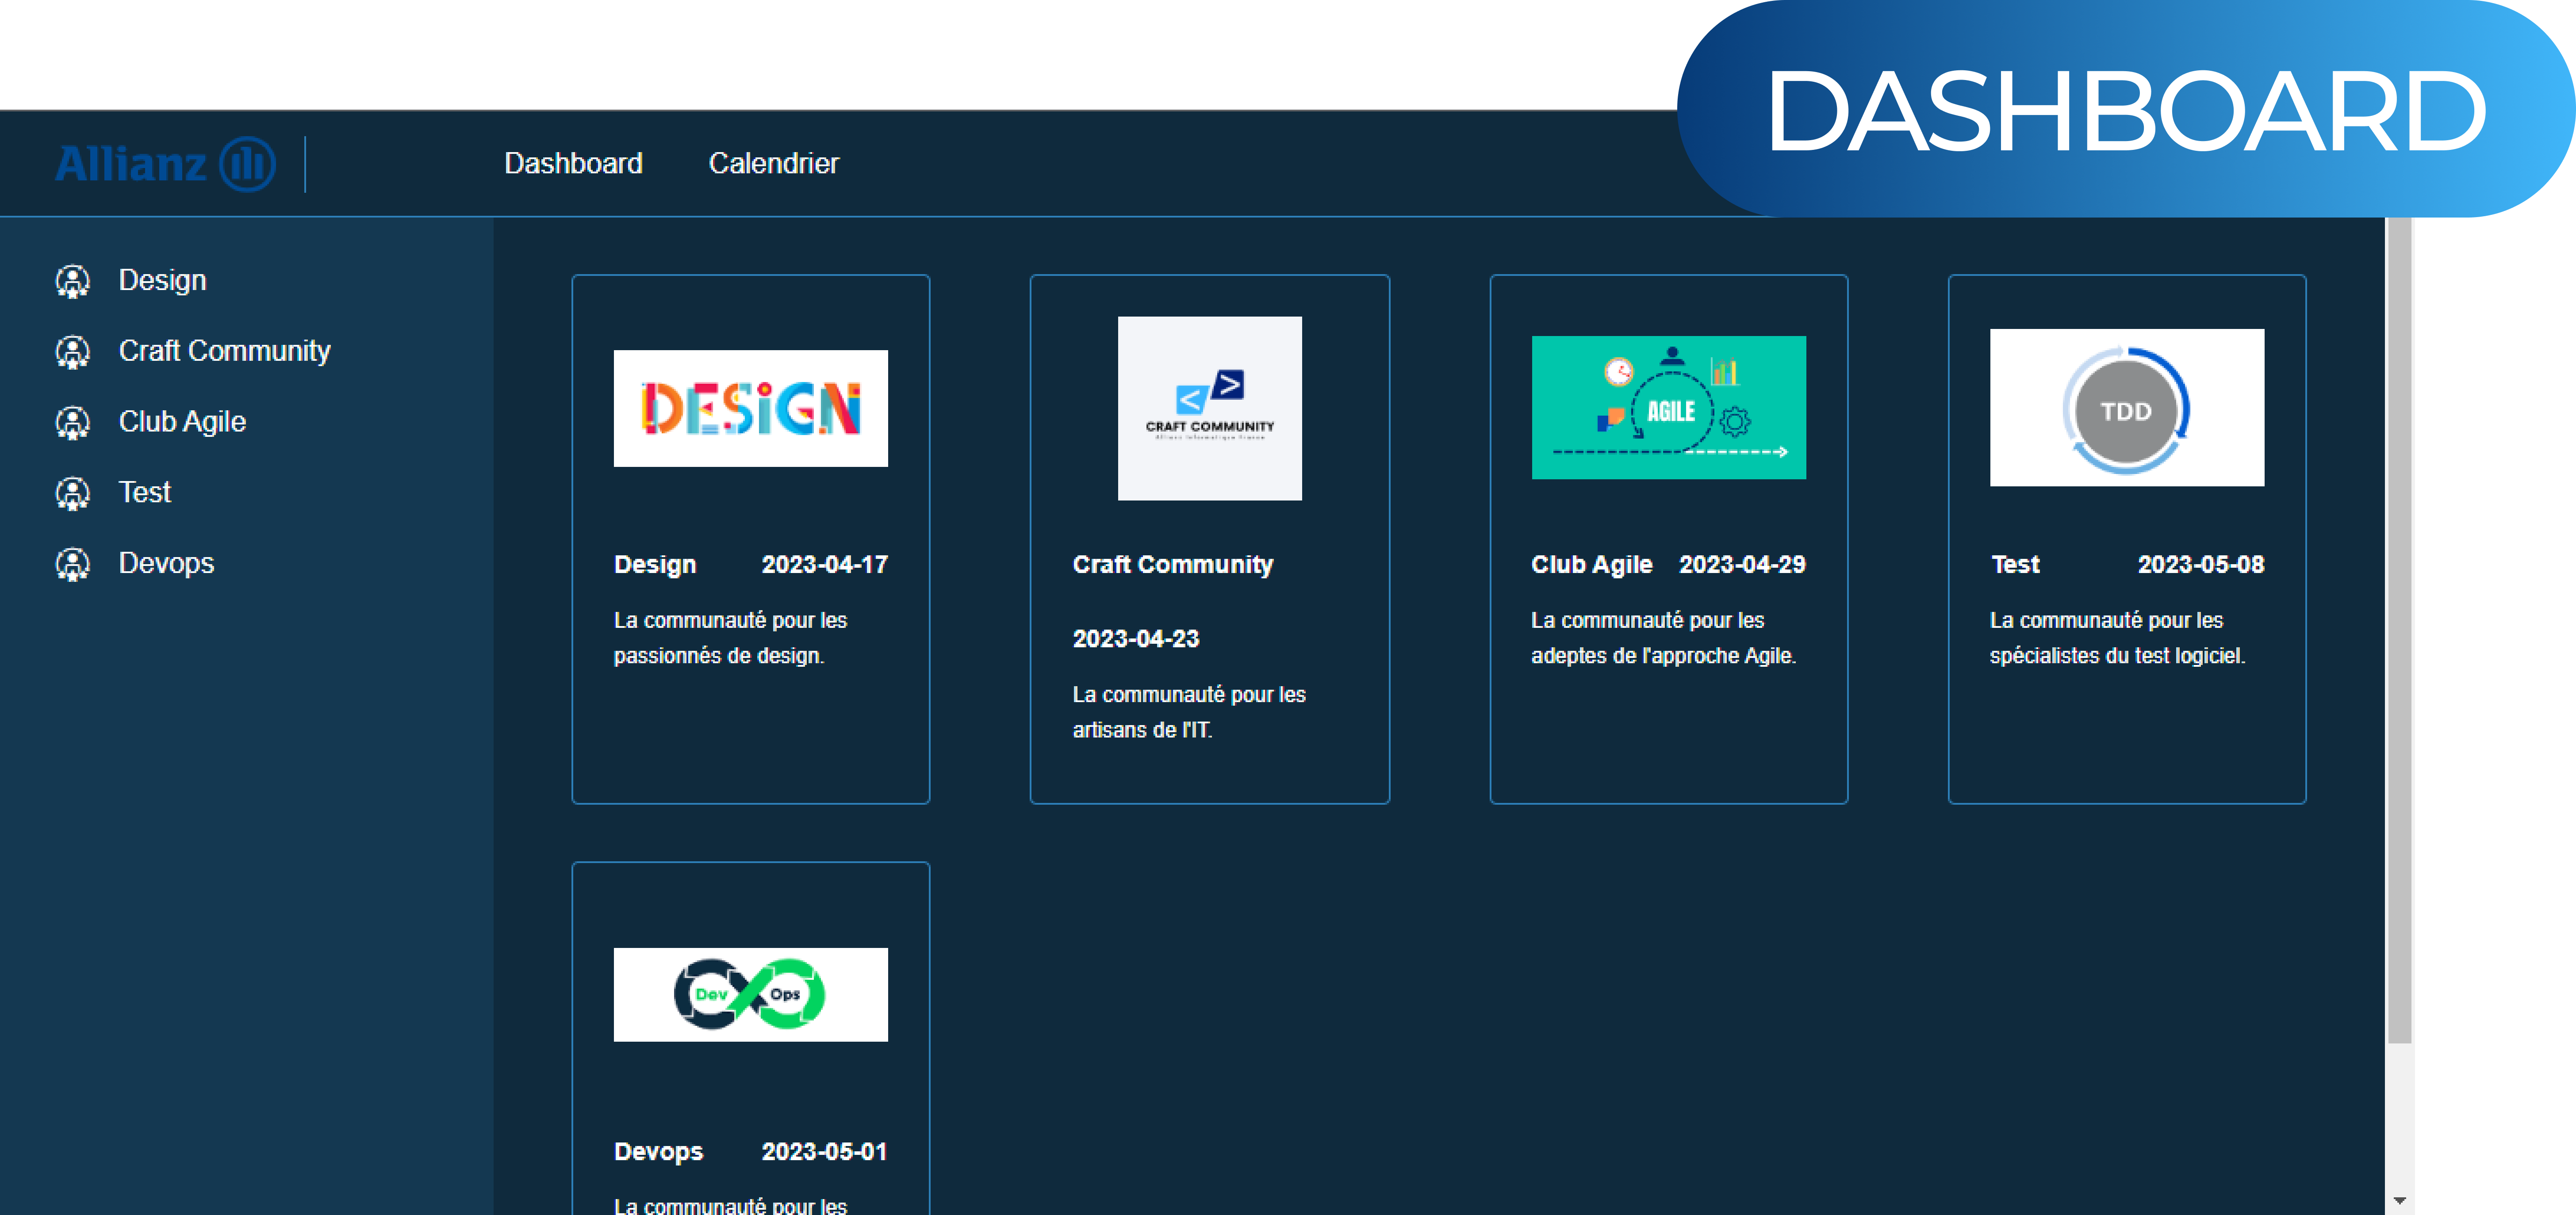 DASHBOARD
Allianz
Dashboard Calendrier
Design
Craft Community
Club Agile
Test
Devops
DESIGN
Design 2023-04-17
La communauté pour les
passionnés de design.
< >
CRAFT COMMUNITY
Allianz Informatique France
Craft Community
2023-04-23
La communauté pour les
artisans de l'IT.
AGILE
Club Agile 2023-04-29
La communauté pour les
adeptes de l'approche Agile.
TDD
Test 2023-05-08
La communauté pour les
spécialistes du test logiciel.
Dev Ops
Devops 2023-05-01
La communauté pour les